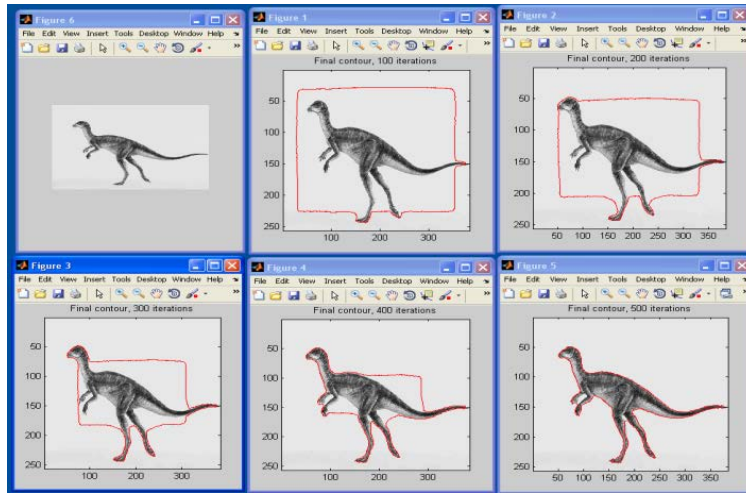 Figure 6
File Edit View Insert Tools Desktop Window Help
Figure 1
File Edit View Insert Tools Desktop Window Help
Final contour, 100 iterations
50
100
150
200
250
100 200 300
Figure 2
File Edit View Insert Tools Desktop Window Help
Final contour, 200 iterations
50
100
150
200
250
50 100 150 200 250 300 350
Figure 3
File Edit View Insert Tools Desktop Window Help
Final contour, 300 iterations
50
100
150
200
250
100 200 300
Figure 4
File Edit View Insert Tools Desktop Window Help
Final contour, 400 iterations
50
100
150
200
250
100 200 300
Figure 5
File Edit View Insert Tools Desktop Window Help
Final contour, 500 iterations
50
100
150
200
250
50 100 150 200 250 300 350